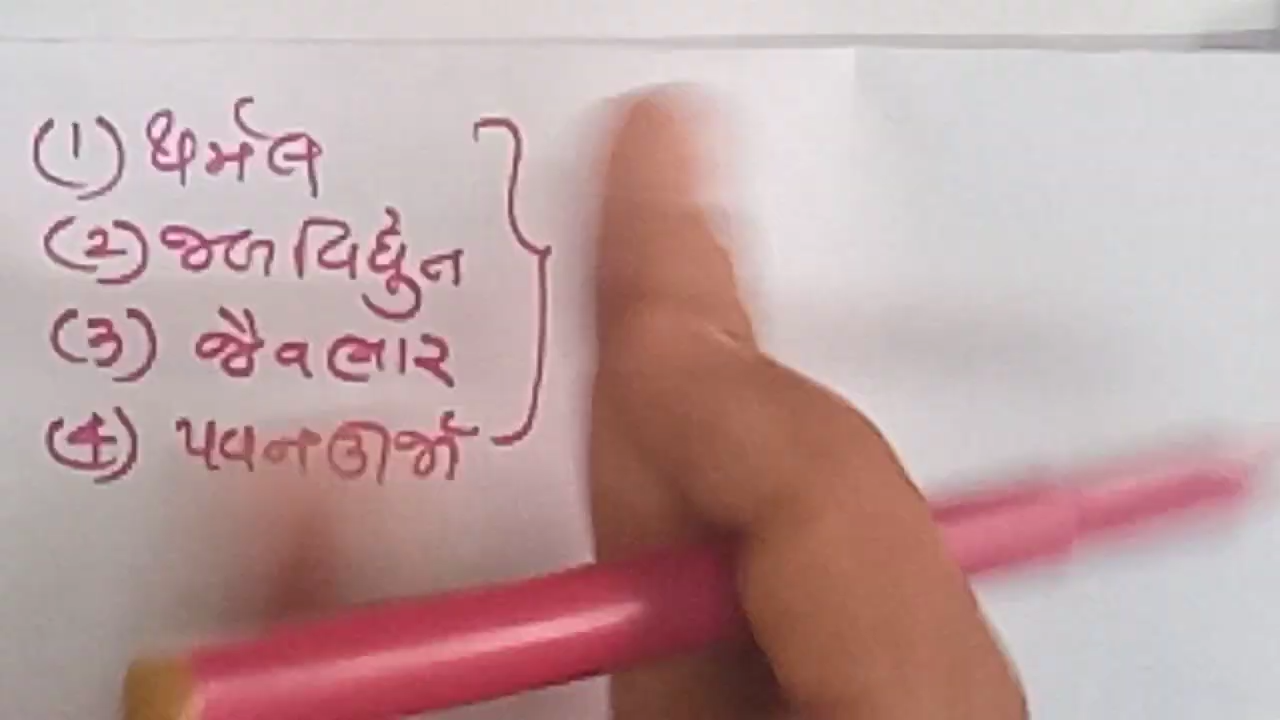 (1) થર્મલ
(2) જળ વિદ્યુત
(3) જૈવભાર
(4) પવન ઊર્જા